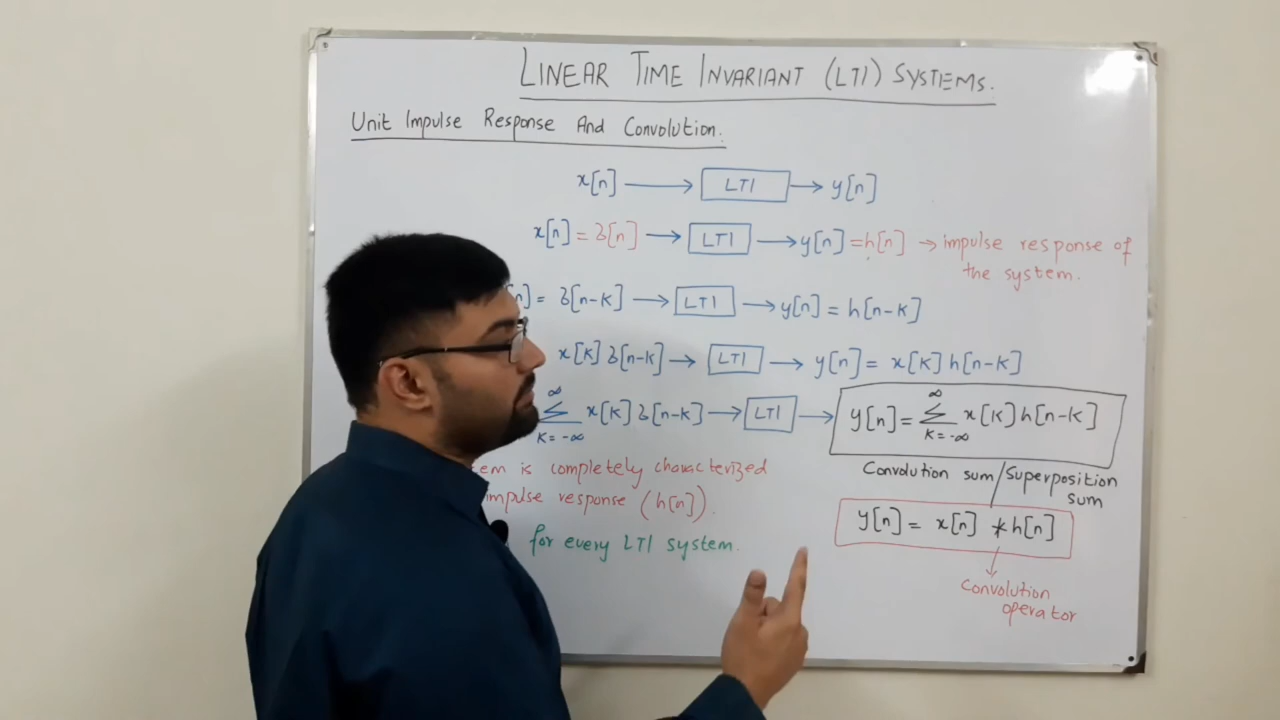 LINEAR TIME INVARIANT (LTI) SYSTEMS.
Unit Impulse Response And Convolution.
x[n] → LTI → y[n]
x[n] = δ[n] → LTI → y[n] = h[n] → impulse response of
the system.
n] = δ[n-k] → LTI → y[n] = h[n-k]
x[k] δ[n-k] → LTI → y[n] = x[k] h[n-k]
∞ ∑ k=-∞ x[k] δ[n-k] → LTI → y[n] = ∞ ∑ k=-∞ x[k] h[n-k]
Convolution sum/Superposition
sum
tem is completely characterized
impulse response (h[n]).
y[n] = x[n] * h[n]
for every LTI system.
Convolution
operator